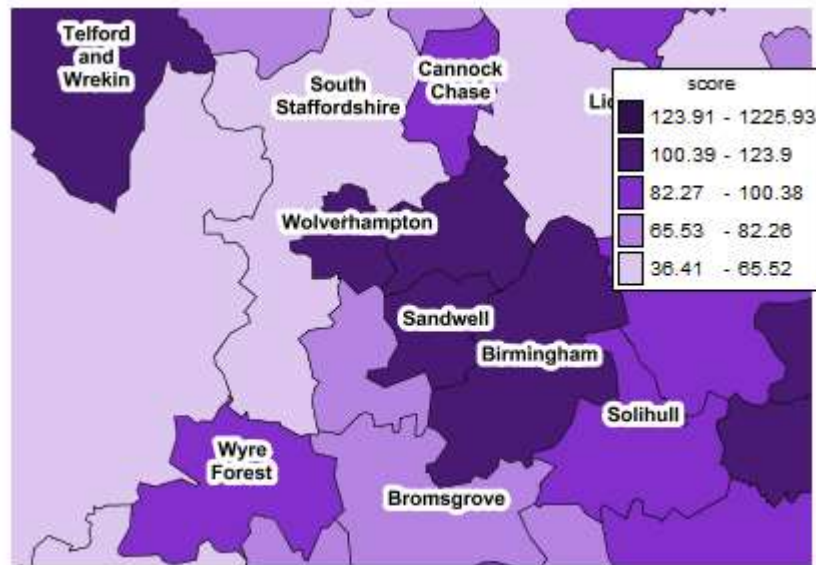 Telford
and
Wrekin
South
Staffordshire
Cannock
Chase
score
123.91 - 1225.93
100.39 - 123.9
82.27 - 100.38
65.53 - 82.26
36.41 - 65.52
Wolverhampton
Sandwell
Birmingham
Solihull
Wyre
Forest
Bromsgrove